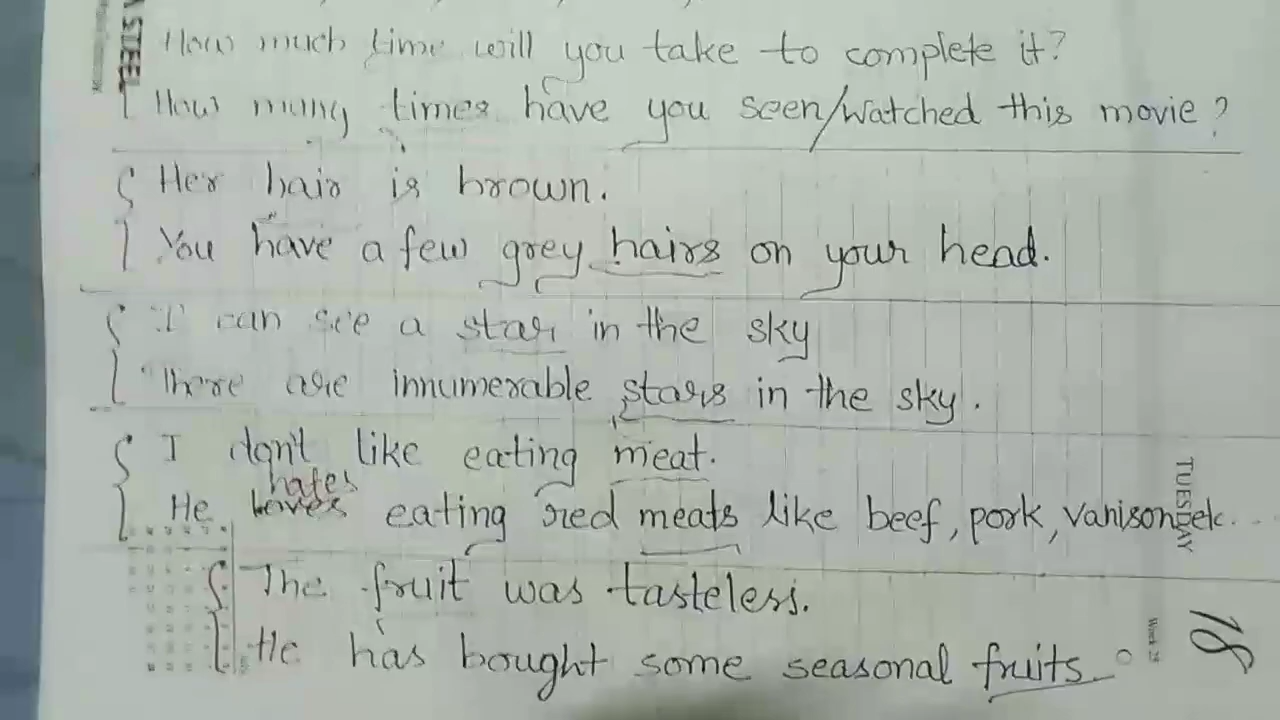 A STEEL
How much time will you take to complete it?
How many times have you seen/watched this movie?
Her hair is brown.
You have a few grey hairs on your head.
I can see a star in the sky
There are innumerable stars in the sky.
I don't like eating meat.
hates
He loves eating red meats like beef, pork, vanison etc...
TUESDAY
The fruit was tasteless.
He has bought some seasonal fruits.
18